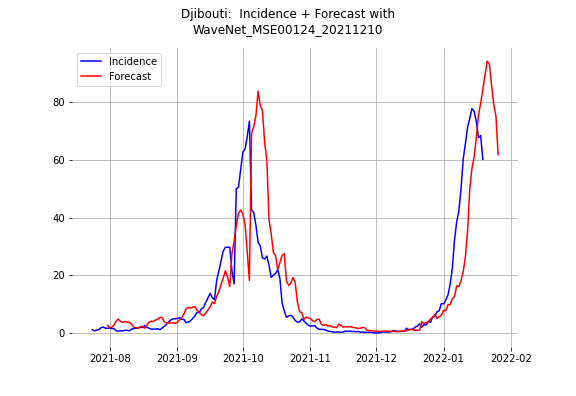 Djibouti:  Incidence + Forecast with
WaveNet_MSE00124_20211210
Incidence
Forecast
80
60
40
20
0
2021-08 2021-09 2021-10 2021-11 2021-12 2022-01 2022-02